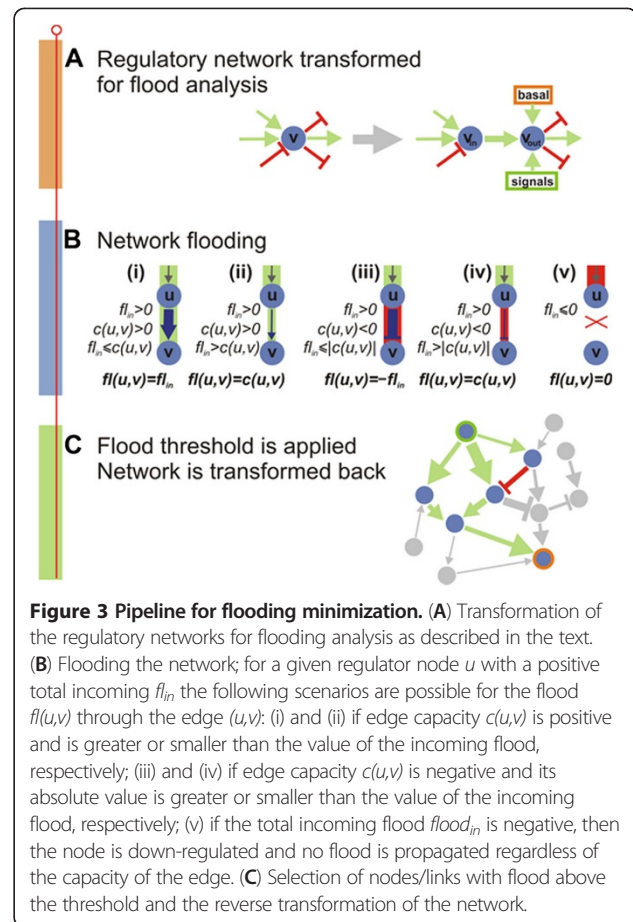 A Regulatory network transformed
for flood analysis
basal
v
v_in
v_out
signals
B Network flooding
(i) (ii) (iii) (iv) (v)
u u u u u
fl_in>0 fl_in>0 fl_in>0 fl_in>0 fl_in≤0
c(u,v)>0 c(u,v)>0 c(u,v)<0 c(u,v)<0
fl_in≤c(u,v) fl_in>c(u,v) fl_in≤|c(u,v)| fl_in>|c(u,v)|
v v v v v
fl(u,v)=fl_in fl(u,v)=c(u,v) fl(u,v)=−fl_in fl(u,v)=c(u,v) fl(u,v)=0
C Flood threshold is applied
Network is transformed back
Figure 3 Pipeline for flooding minimization. (A) Transformation of
the regulatory networks for flooding analysis as described in the text.
(B) Flooding the network; for a given regulator node u with a positive
total incoming fl_in the following scenarios are possible for the flood
fl(u,v) through the edge (u,v): (i) and (ii) if edge capacity c(u,v) is positive
and is greater or smaller than the value of the incoming flood,
respectively; (iii) and (iv) if edge capacity c(u,v) is negative and its
absolute value is greater or smaller than the value of the incoming
flood, respectively; (v) if the total incoming flood flood_in is negative, then
the node is down-regulated and no flood is propagated regardless of
the capacity of the edge. (C) Selection of nodes/links with flood above
the threshold and the reverse transformation of the network.